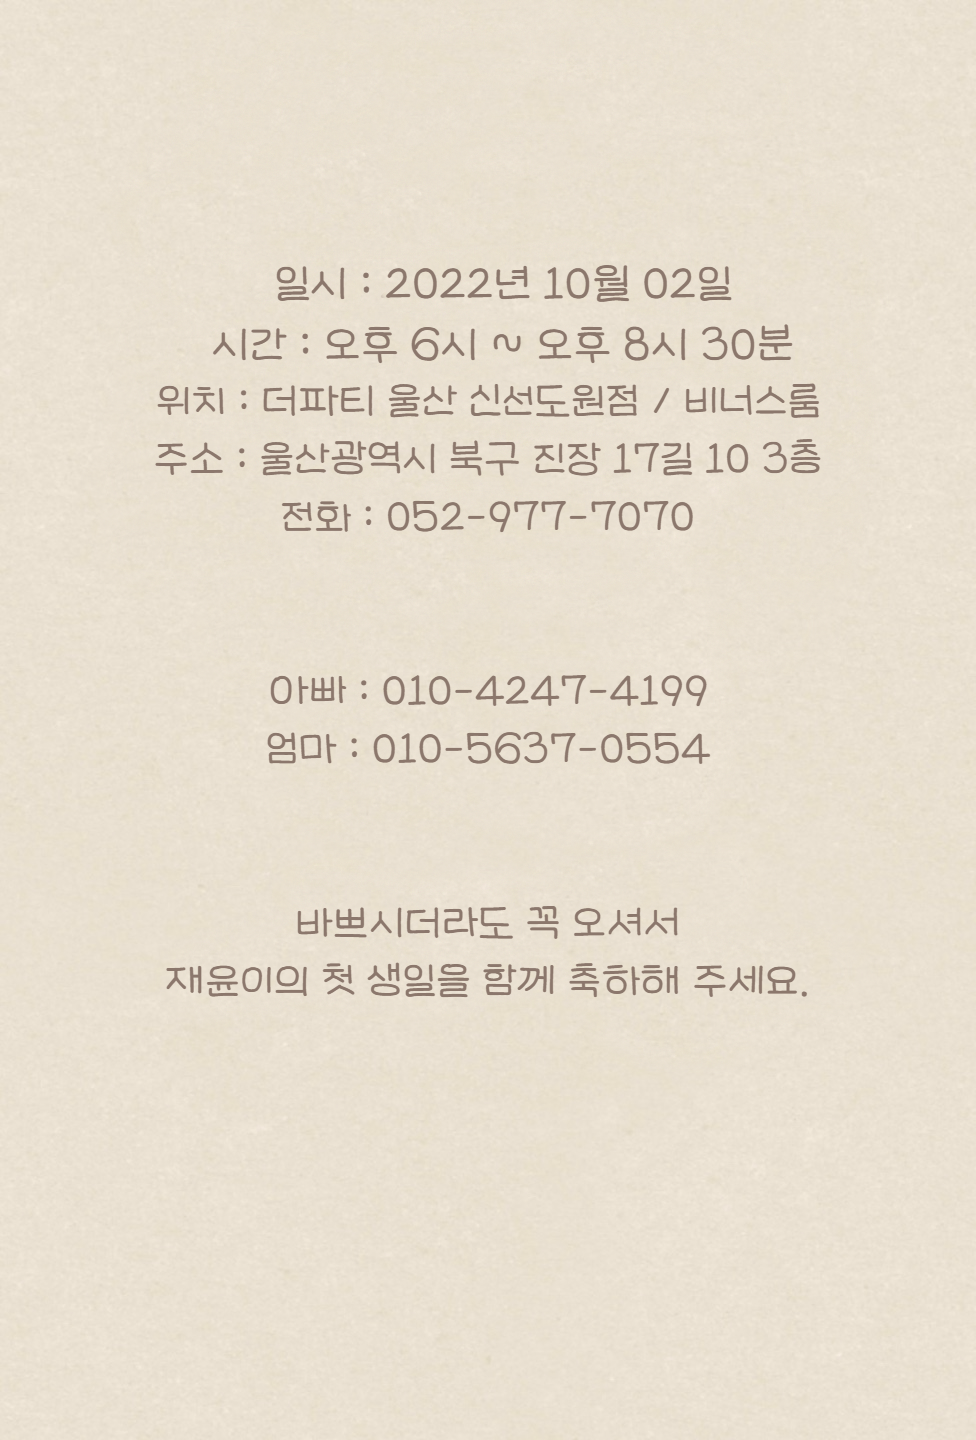 일시 : 2022년 10월 02일
시간 : 오후 6시 ~ 오후 8시 30분
위치 : 더파티 울산 신선도원점 / 비너스룸
주소 : 울산광역시 북구 진장 17길 10 3층
전화 : 052-977-7070
아빠 : 010-4247-4199
엄마 : 010-5637-0554
바쁘시더라도 꼭 오셔서
재윤이의 첫 생일을 함께 축하해 주세요.